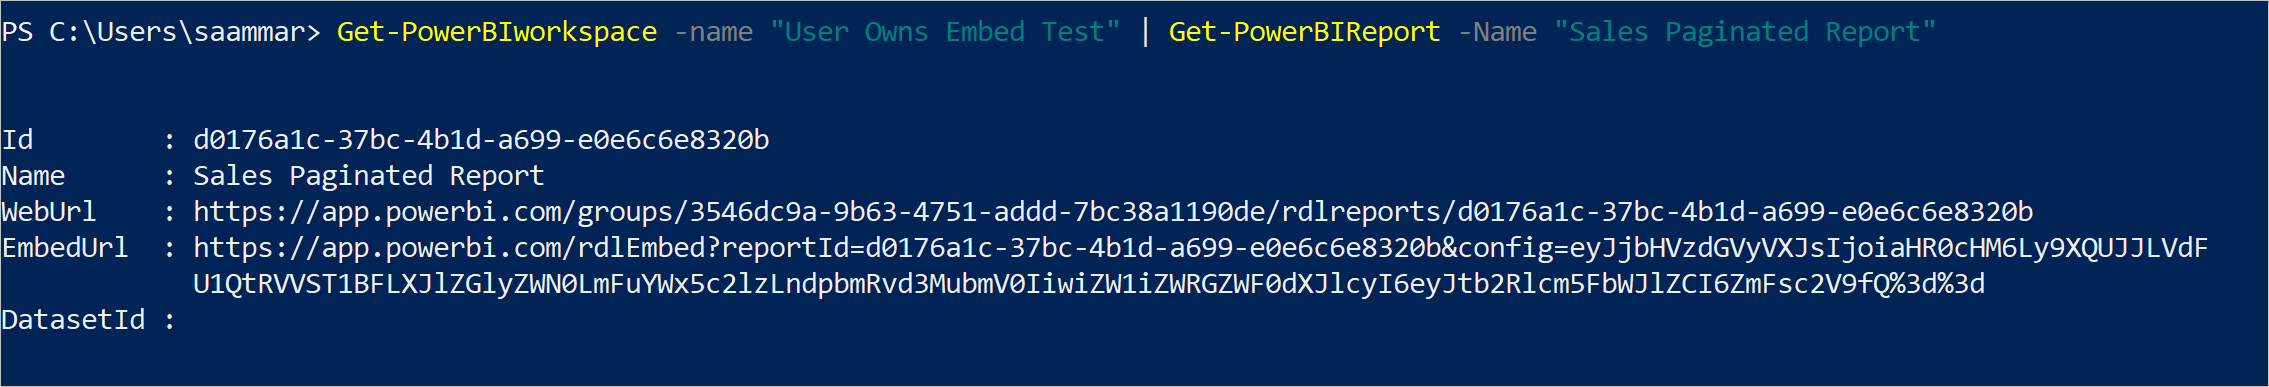 PS C:\Users\saammar> Get-PowerBIworkspace -name "User Owns Embed Test" | Get-PowerBIReport -Name "Sales Paginated Report"
Id        : d0176a1c-37bc-4b1d-a699-e0e6c6e8320b
Name      : Sales Paginated Report
WebUrl    : https://app.powerbi.com/groups/3546dc9a-9b63-4751-addd-7bc38a1190de/rdlreports/d0176a1c-37bc-4b1d-a699-e0e6c6e8320b
EmbedUrl  : https://app.powerbi.com/rdlEmbed?reportId=d0176a1c-37bc-4b1d-a699-e0e6c6e8320b&config=eyJjbHVzdGVyVXJsIjoiaHR0cHM6Ly9XQUJJLVdF
            U1QtRVVST1BFLXJlZGlyZWN0LmFuYWx5c2lzLndpbmRvd3MubmV0IiwiZW1iZWRGZWF0dXJlcyI6eyJtb2Rlcm5FbWJlZCI6ZmFsc2V9fQ%3d%3d
DatasetId :